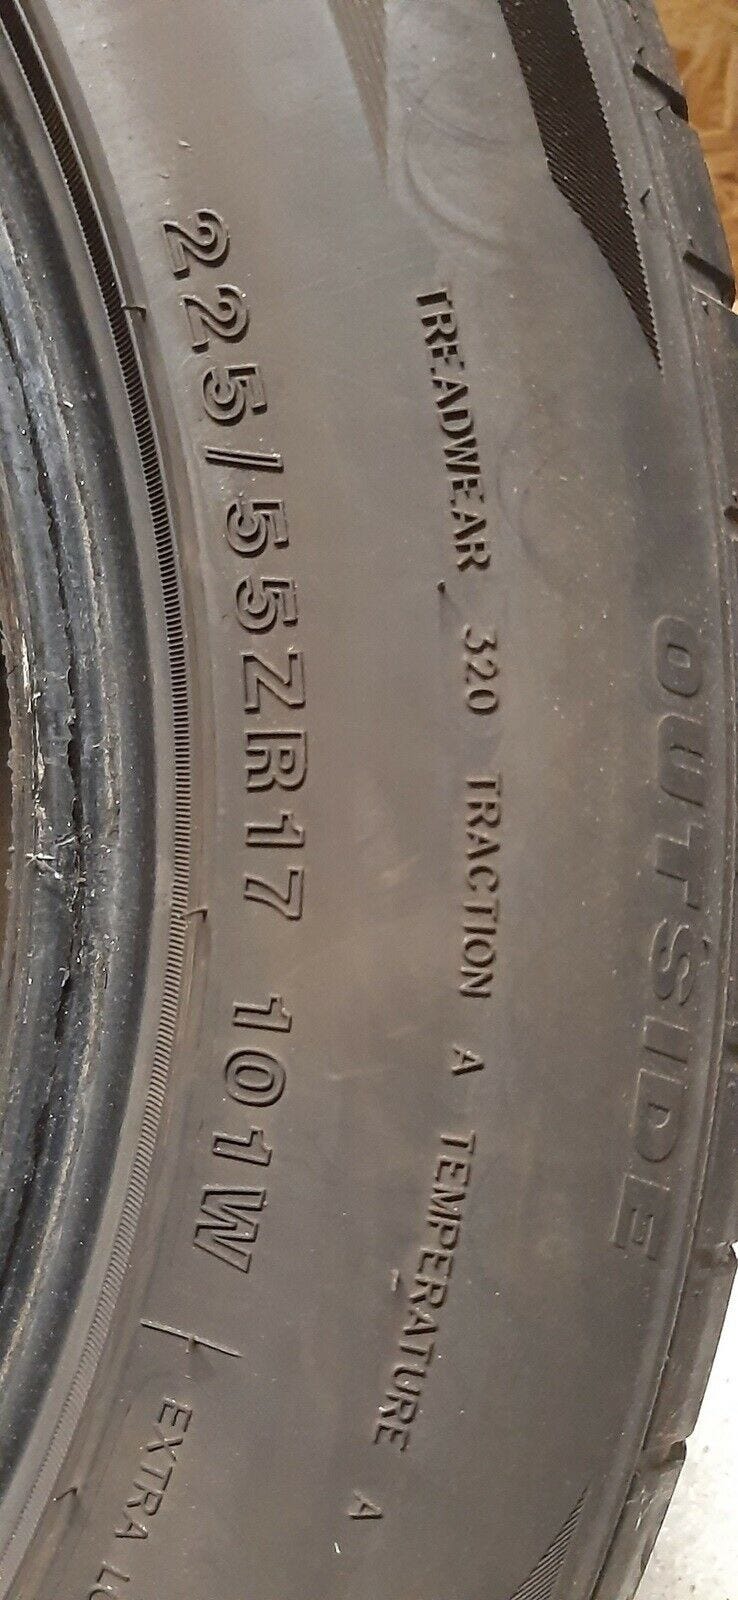 OUTSIDE
TREADWEAR 320 TRACTION A TEMPERATURE A
225/55ZR17 101W
EXTRA